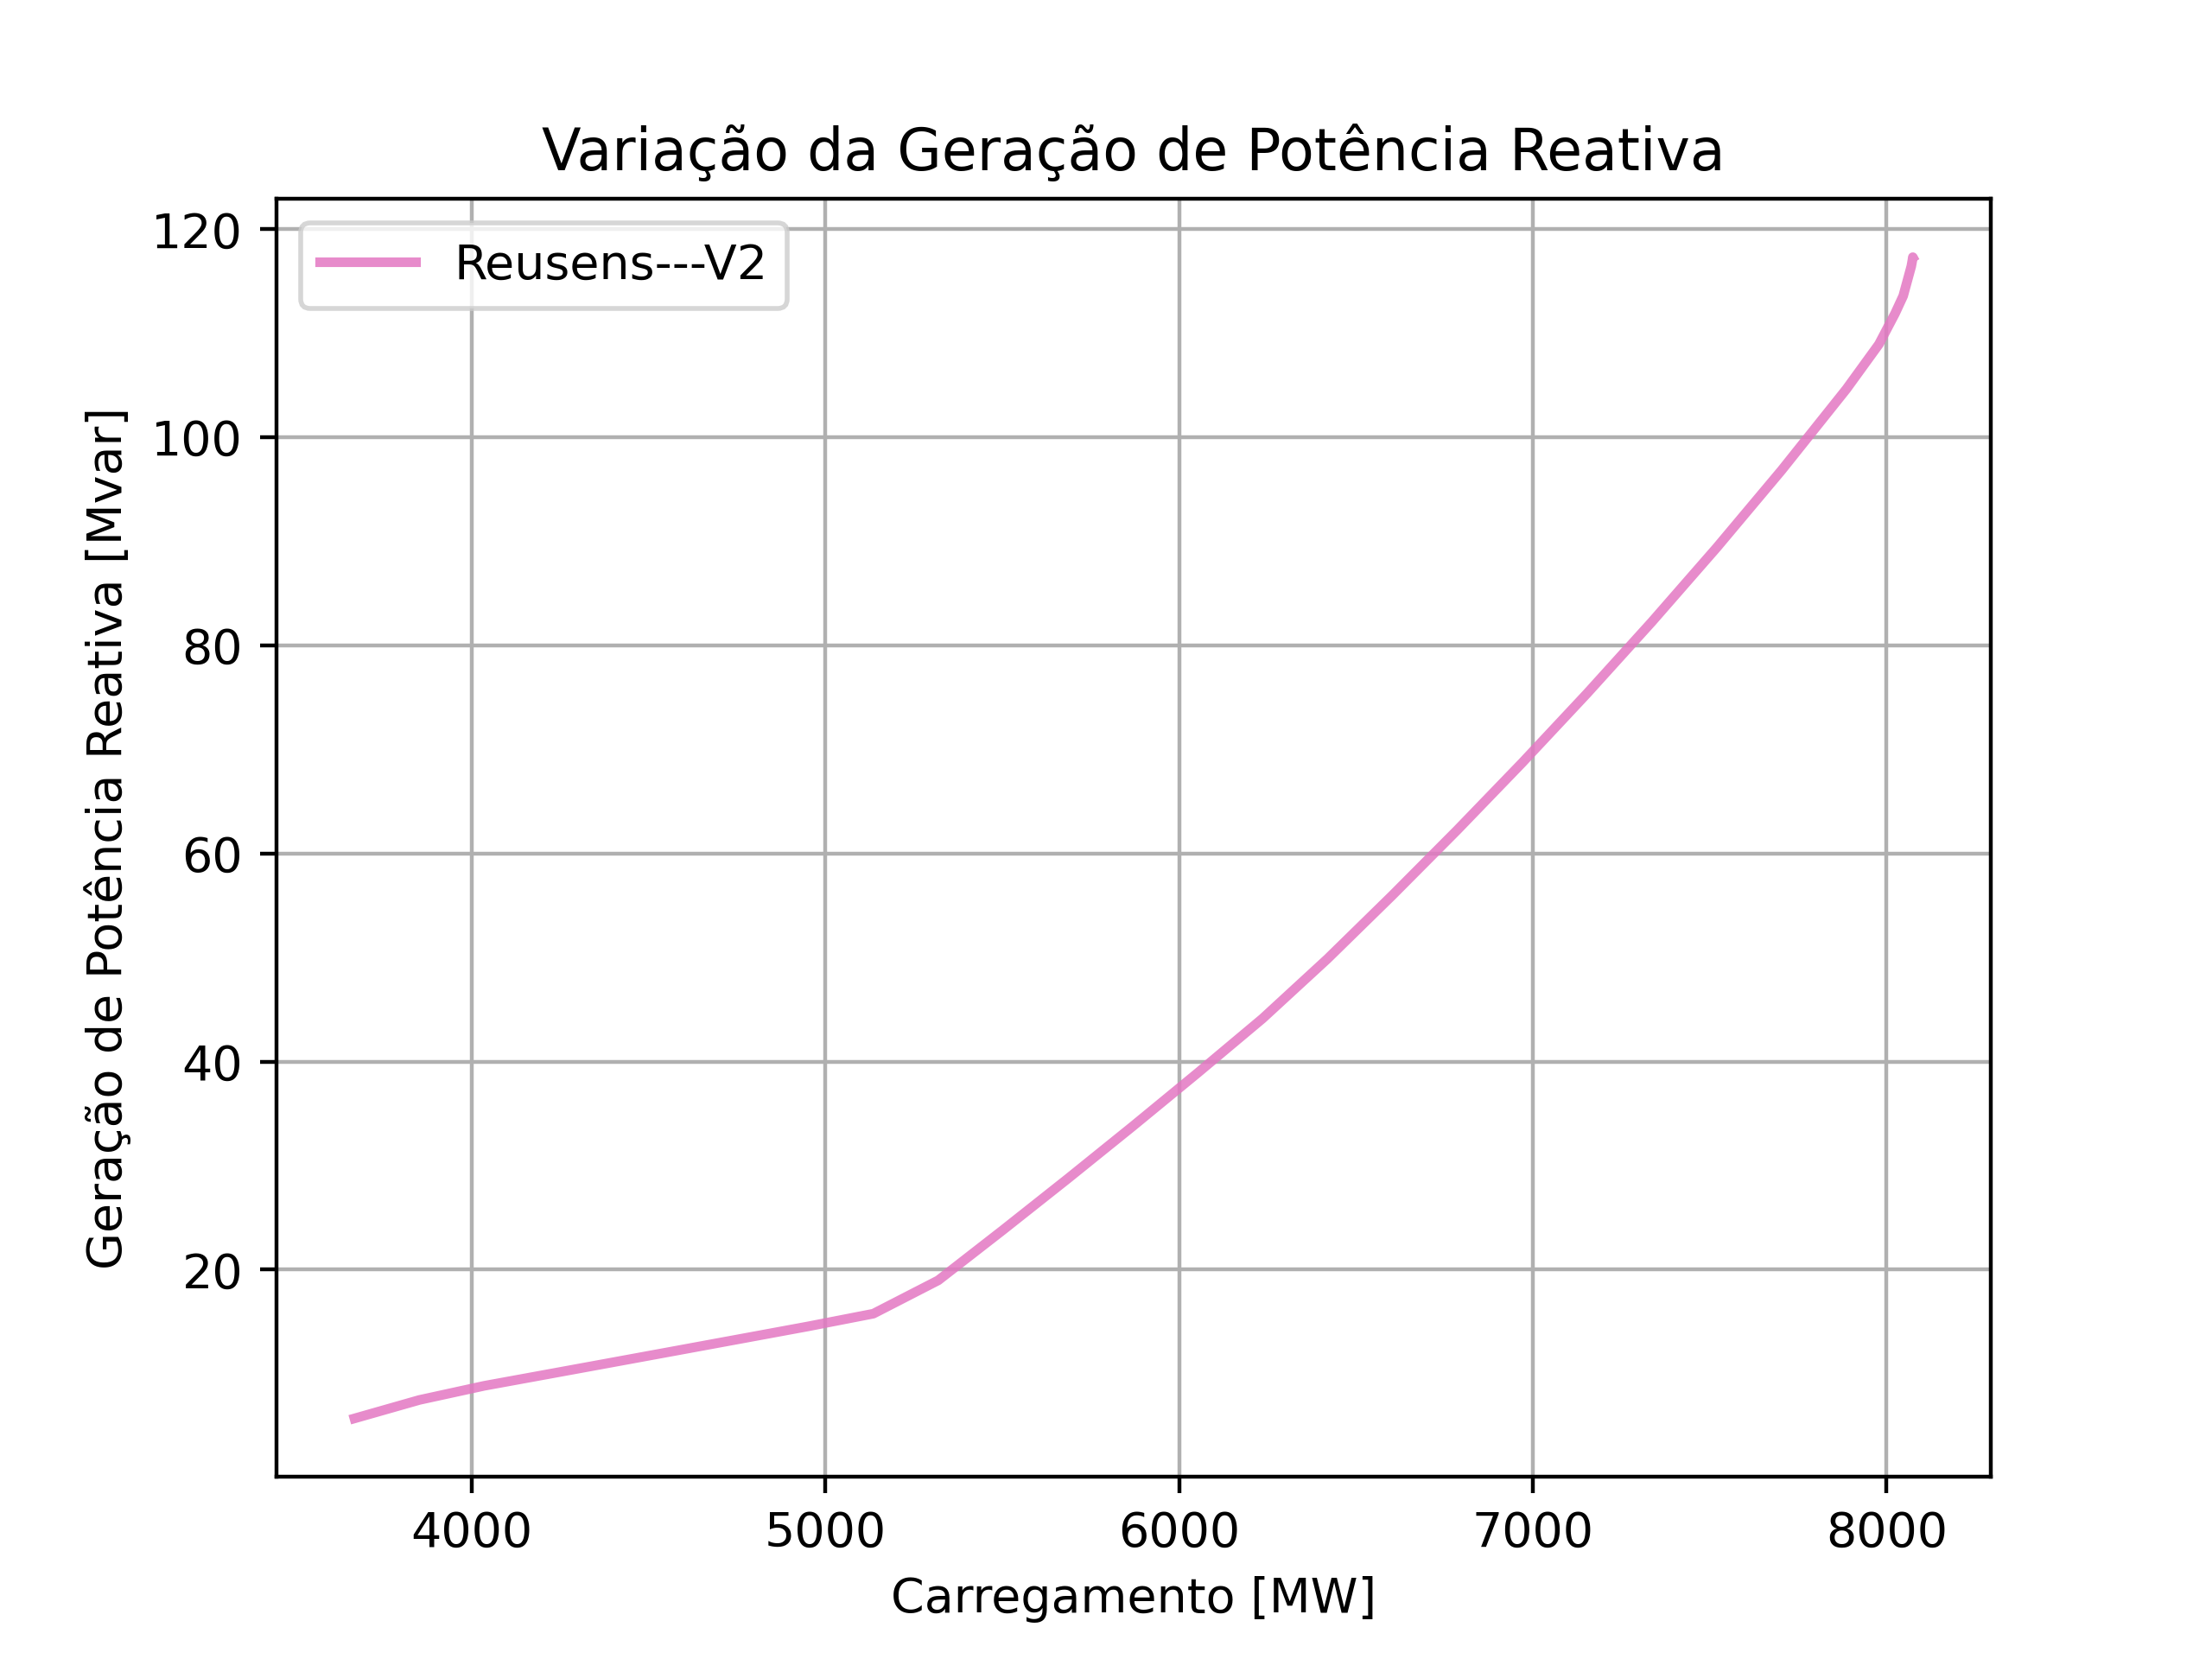 Variação da Geração de Potência Reativa
Reusens---V2
Geração de Potência Reativa [Mvar]
120
100
80
60
40
20
4000 5000 6000 7000 8000
Carregamento [MW]